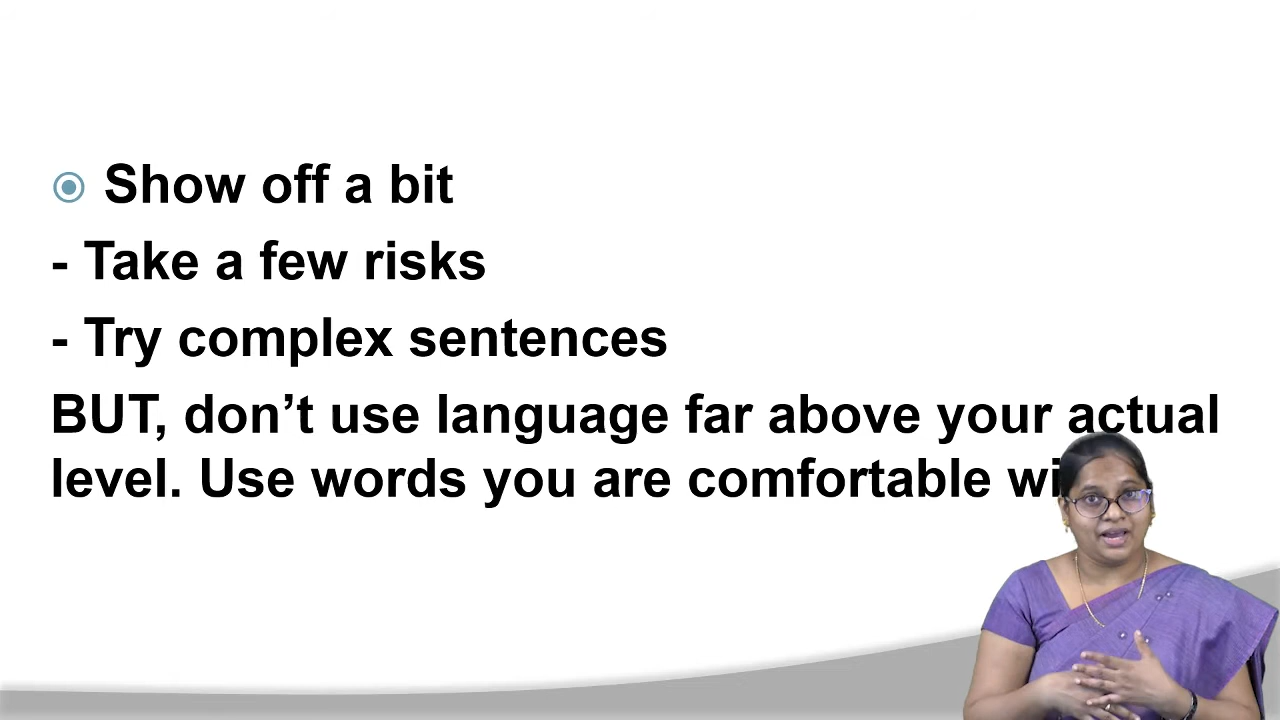 Show off a bit
- Take a few risks
- Try complex sentences
BUT, don’t use language far above your actual
level. Use words you are comfortable